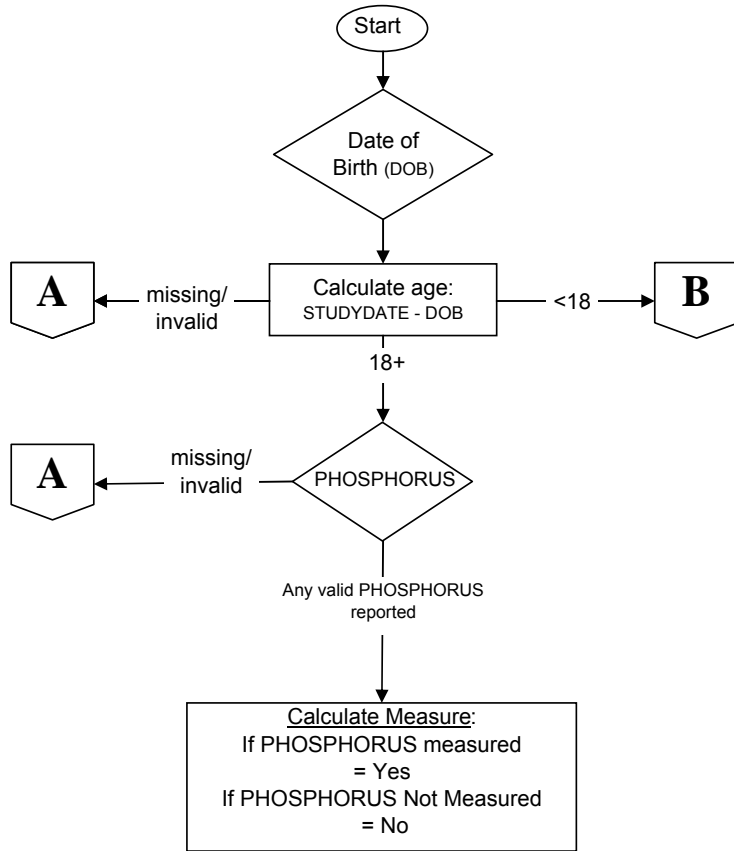 Start
Date of
Birth (DOB)
A
missing/
invalid
Calculate age:
STUDYDATE - DOB
<18
B
18+
A
missing/
invalid
PHOSPHORUS
Any valid PHOSPHORUS
reported
Calculate Measure:
If PHOSPHORUS measured
= Yes
If PHOSPHORUS Not Measured
= No